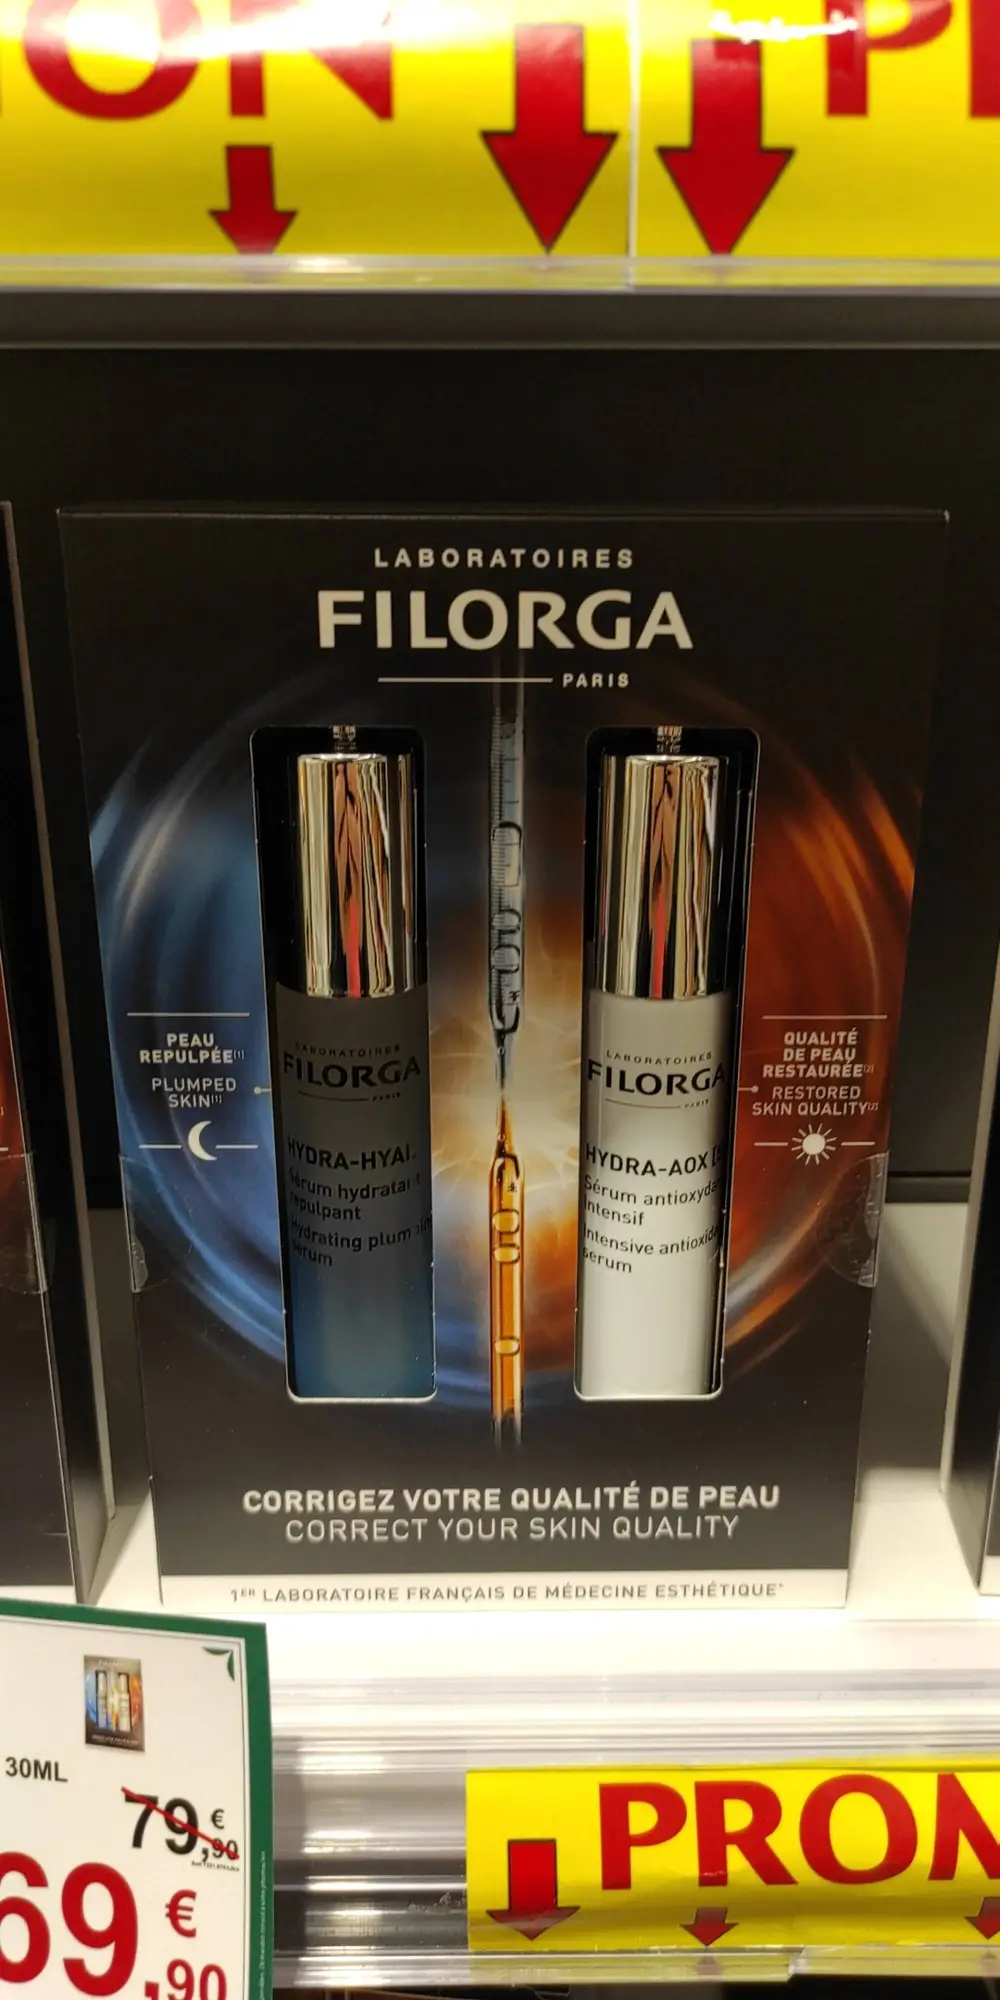 LABORATOIRES
FILORGA
PARIS
PEAU
REPULPÉE[1]
PLUMPED
SKIN[1]
LABORATOIRES
FILORGA
PARIS
HYDRA-HYAL
Sérum hydratant
repulpant
Hydrating plumping
serum
LABORATOIRES
FILORGA
PARIS
HYDRA-AOX
Sérum antioxyda
intensif
Intensive antioxida
serum
QUALITÉ
DE PEAU
RESTAURÉE[2]
RESTORED
SKIN QUALITY[2]
CORRIGEZ VOTRE QUALITÉ DE PEAU
CORRECT YOUR SKIN QUALITY
1ER LABORATOIRE FRANÇAIS DE MÉDECINE ESTHÉTIQUE*
30ML
79,90 €
69,90 €
PROM